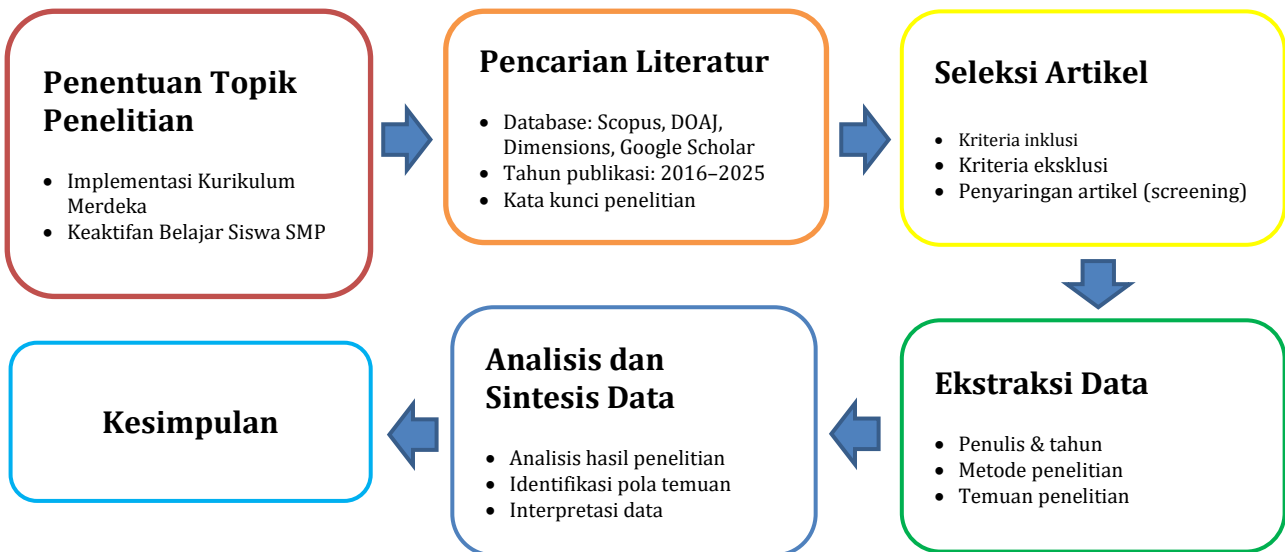 Penentuan Topik
Penelitian
• Implementasi Kurikulum
Merdeka
• Keaktifan Belajar Siswa SMP
Pencarian Literatur
• Database: Scopus, DOAJ,
Dimensions, Google Scholar
• Tahun publikasi: 2016–2025
• Kata kunci penelitian
Seleksi Artikel
• Kriteria inklusi
• Kriteria eksklusi
• Penyaringan artikel (screening)
Ekstraksi Data
• Penulis & tahun
• Metode penelitian
• Temuan penelitian
Analisis dan
Sintesis Data
• Analisis hasil penelitian
• Identifikasi pola temuan
• Interpretasi data
Kesimpulan